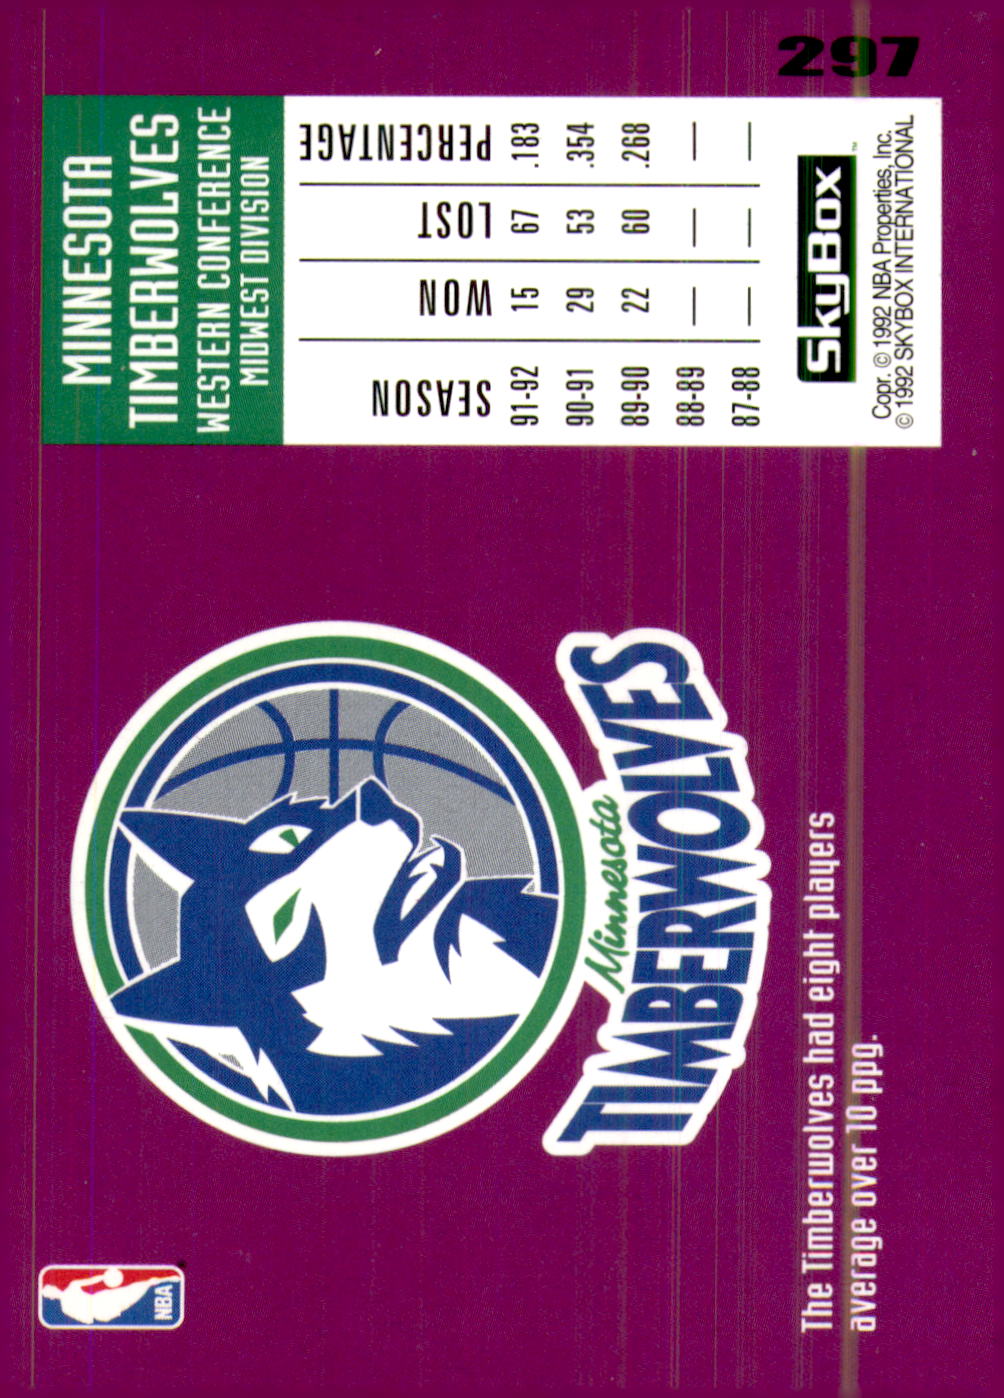 297
MINNESOTA
TIMBERWOLVES
WESTERN CONFERENCE
MIDWEST DIVISION
SEASON WON LOST PERCENTAGE
91-92 15 67 .183
90-91 29 53 .354
89-90 22 60 .268
88-89 — — —
87-88 — — —
SkyBox™
Copr. © 1992 NBA Properties, Inc.
© 1992 SKYBOX INTERNATIONAL
Minnesota
TIMBERWOLVES
The Timberwolves had eight players
average over 10 ppg.
NBA